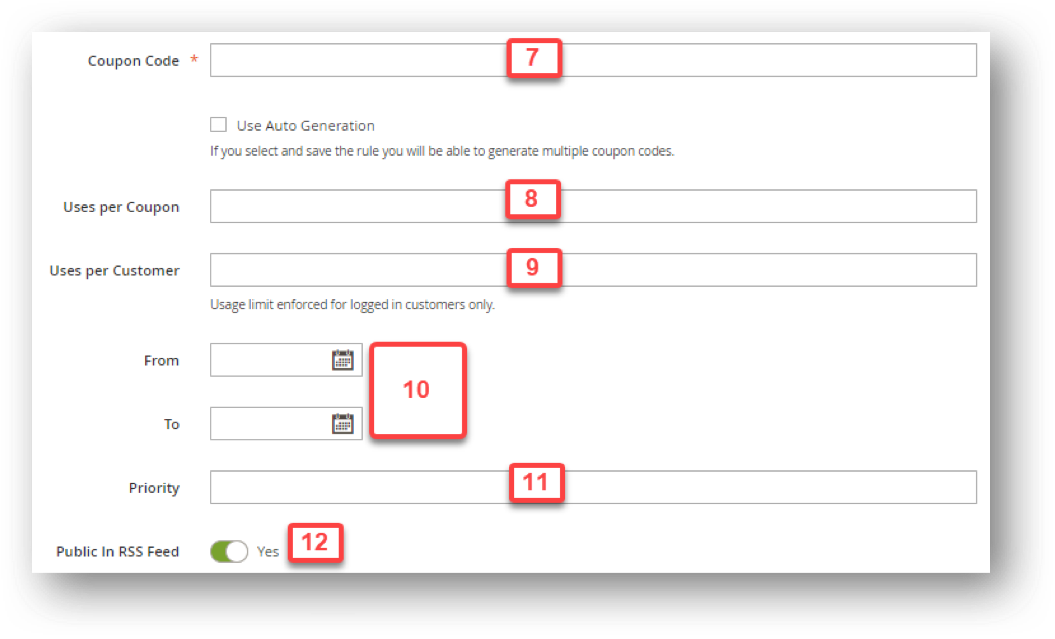 Coupon Code * 7
Use Auto Generation
If you select and save the rule you will be able to generate multiple coupon codes.
Uses per Coupon 8
Uses per Customer 9
Usage limit enforced for logged in customers only.
From
10
To
Priority 11
Public In RSS Feed Yes 12